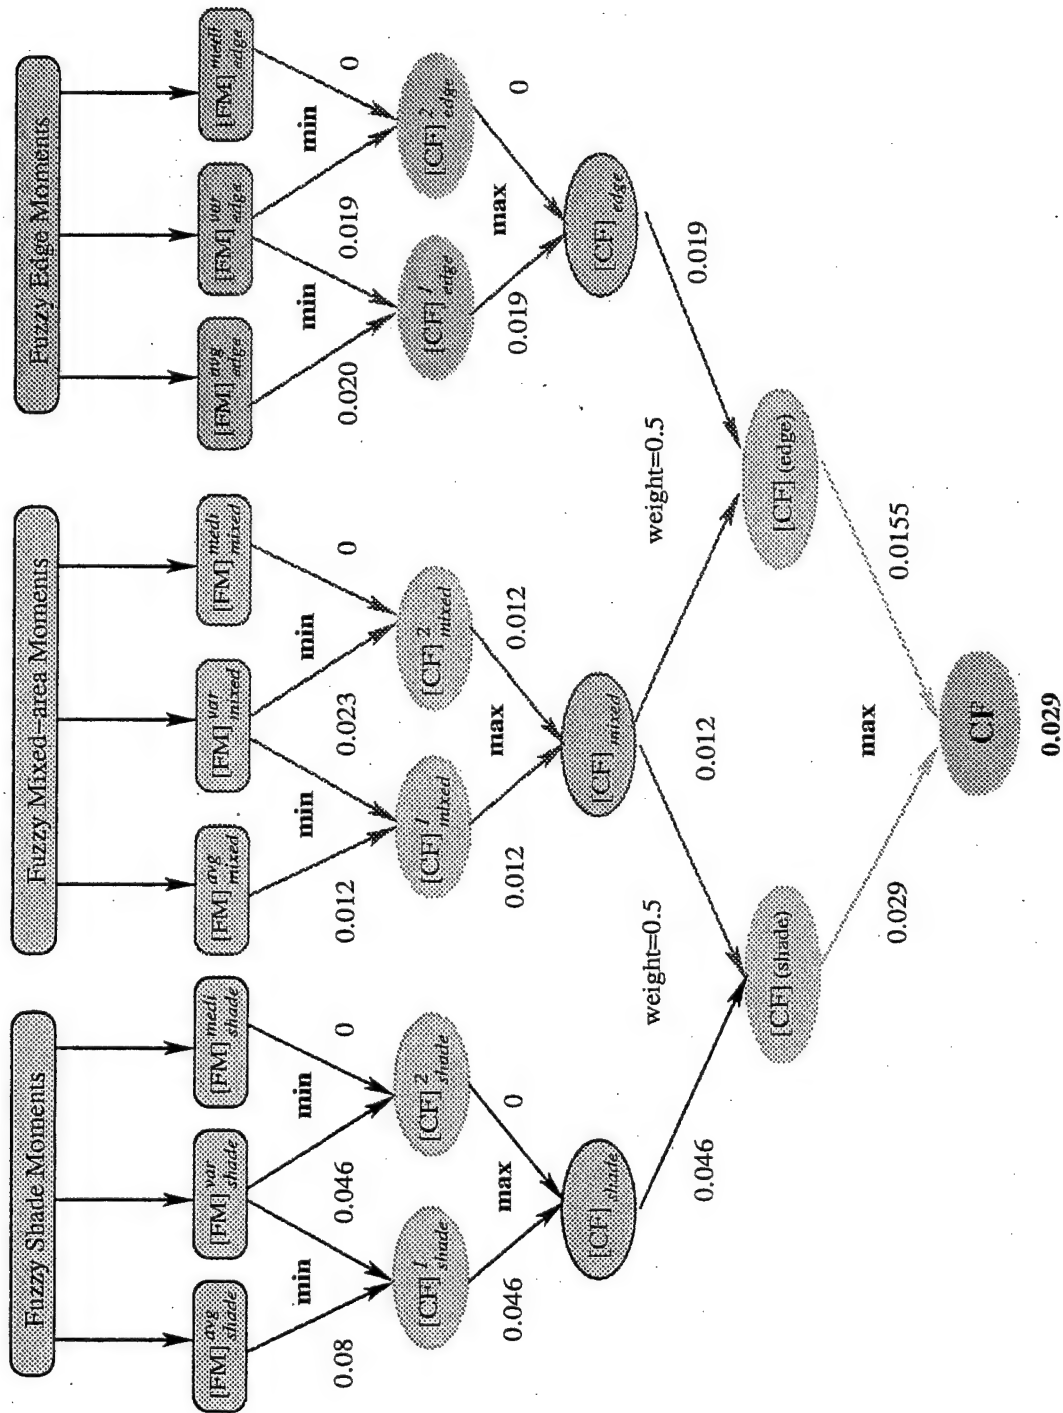 Fuzzy Shade Moments
Fuzzy Mixed-area Moments
Fuzzy Edge Moments
[FM] avg shade
[FM] var shade
[FM] medi shade
[FM] avg mixed
[FM] var mixed
[FM] medi mixed
[FM] avg edge
[FM] var edge
[FM] medi edge
0.08
min
0.046
min
0
0.012
min
0.023
min
0
0.020
min
0.019
min
0
[CF] 1 shade
[CF] 2 shade
[CF] 1 mixed
[CF] 2 mixed
[CF] 1 edge
[CF] 2 edge
0.046
max
0
0.012
max
0.012
0.019
max
0
[CF] shade
[CF] mixed
[CF] edge
0.046
weight=0.5
0.012
weight=0.5
0.019
[CF] (shade)
[CF] (edge)
0.029
max
0.0155
CF
0.029